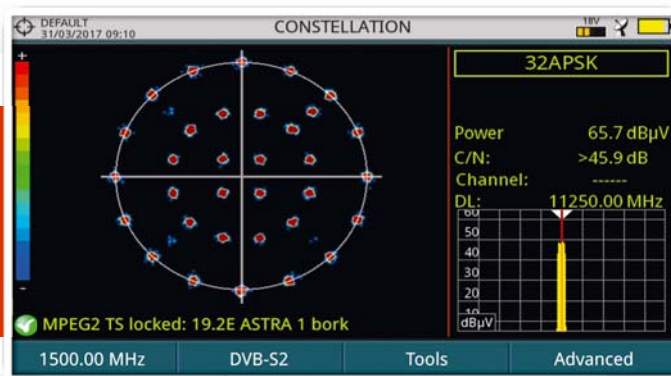 DEFAULT
31/03/2017 09:10
CONSTELLATION
18V
+
32APSK
Power 65.7 dBµV
C/N: >45.9 dB
Channel: ------
DL: 11250.00 MHz
60
50
40
30
20
10
dBµV
-
MPEG2 TS locked: 19.2E ASTRA 1 bork
1500.00 MHz DVB-S2 Tools Advanced